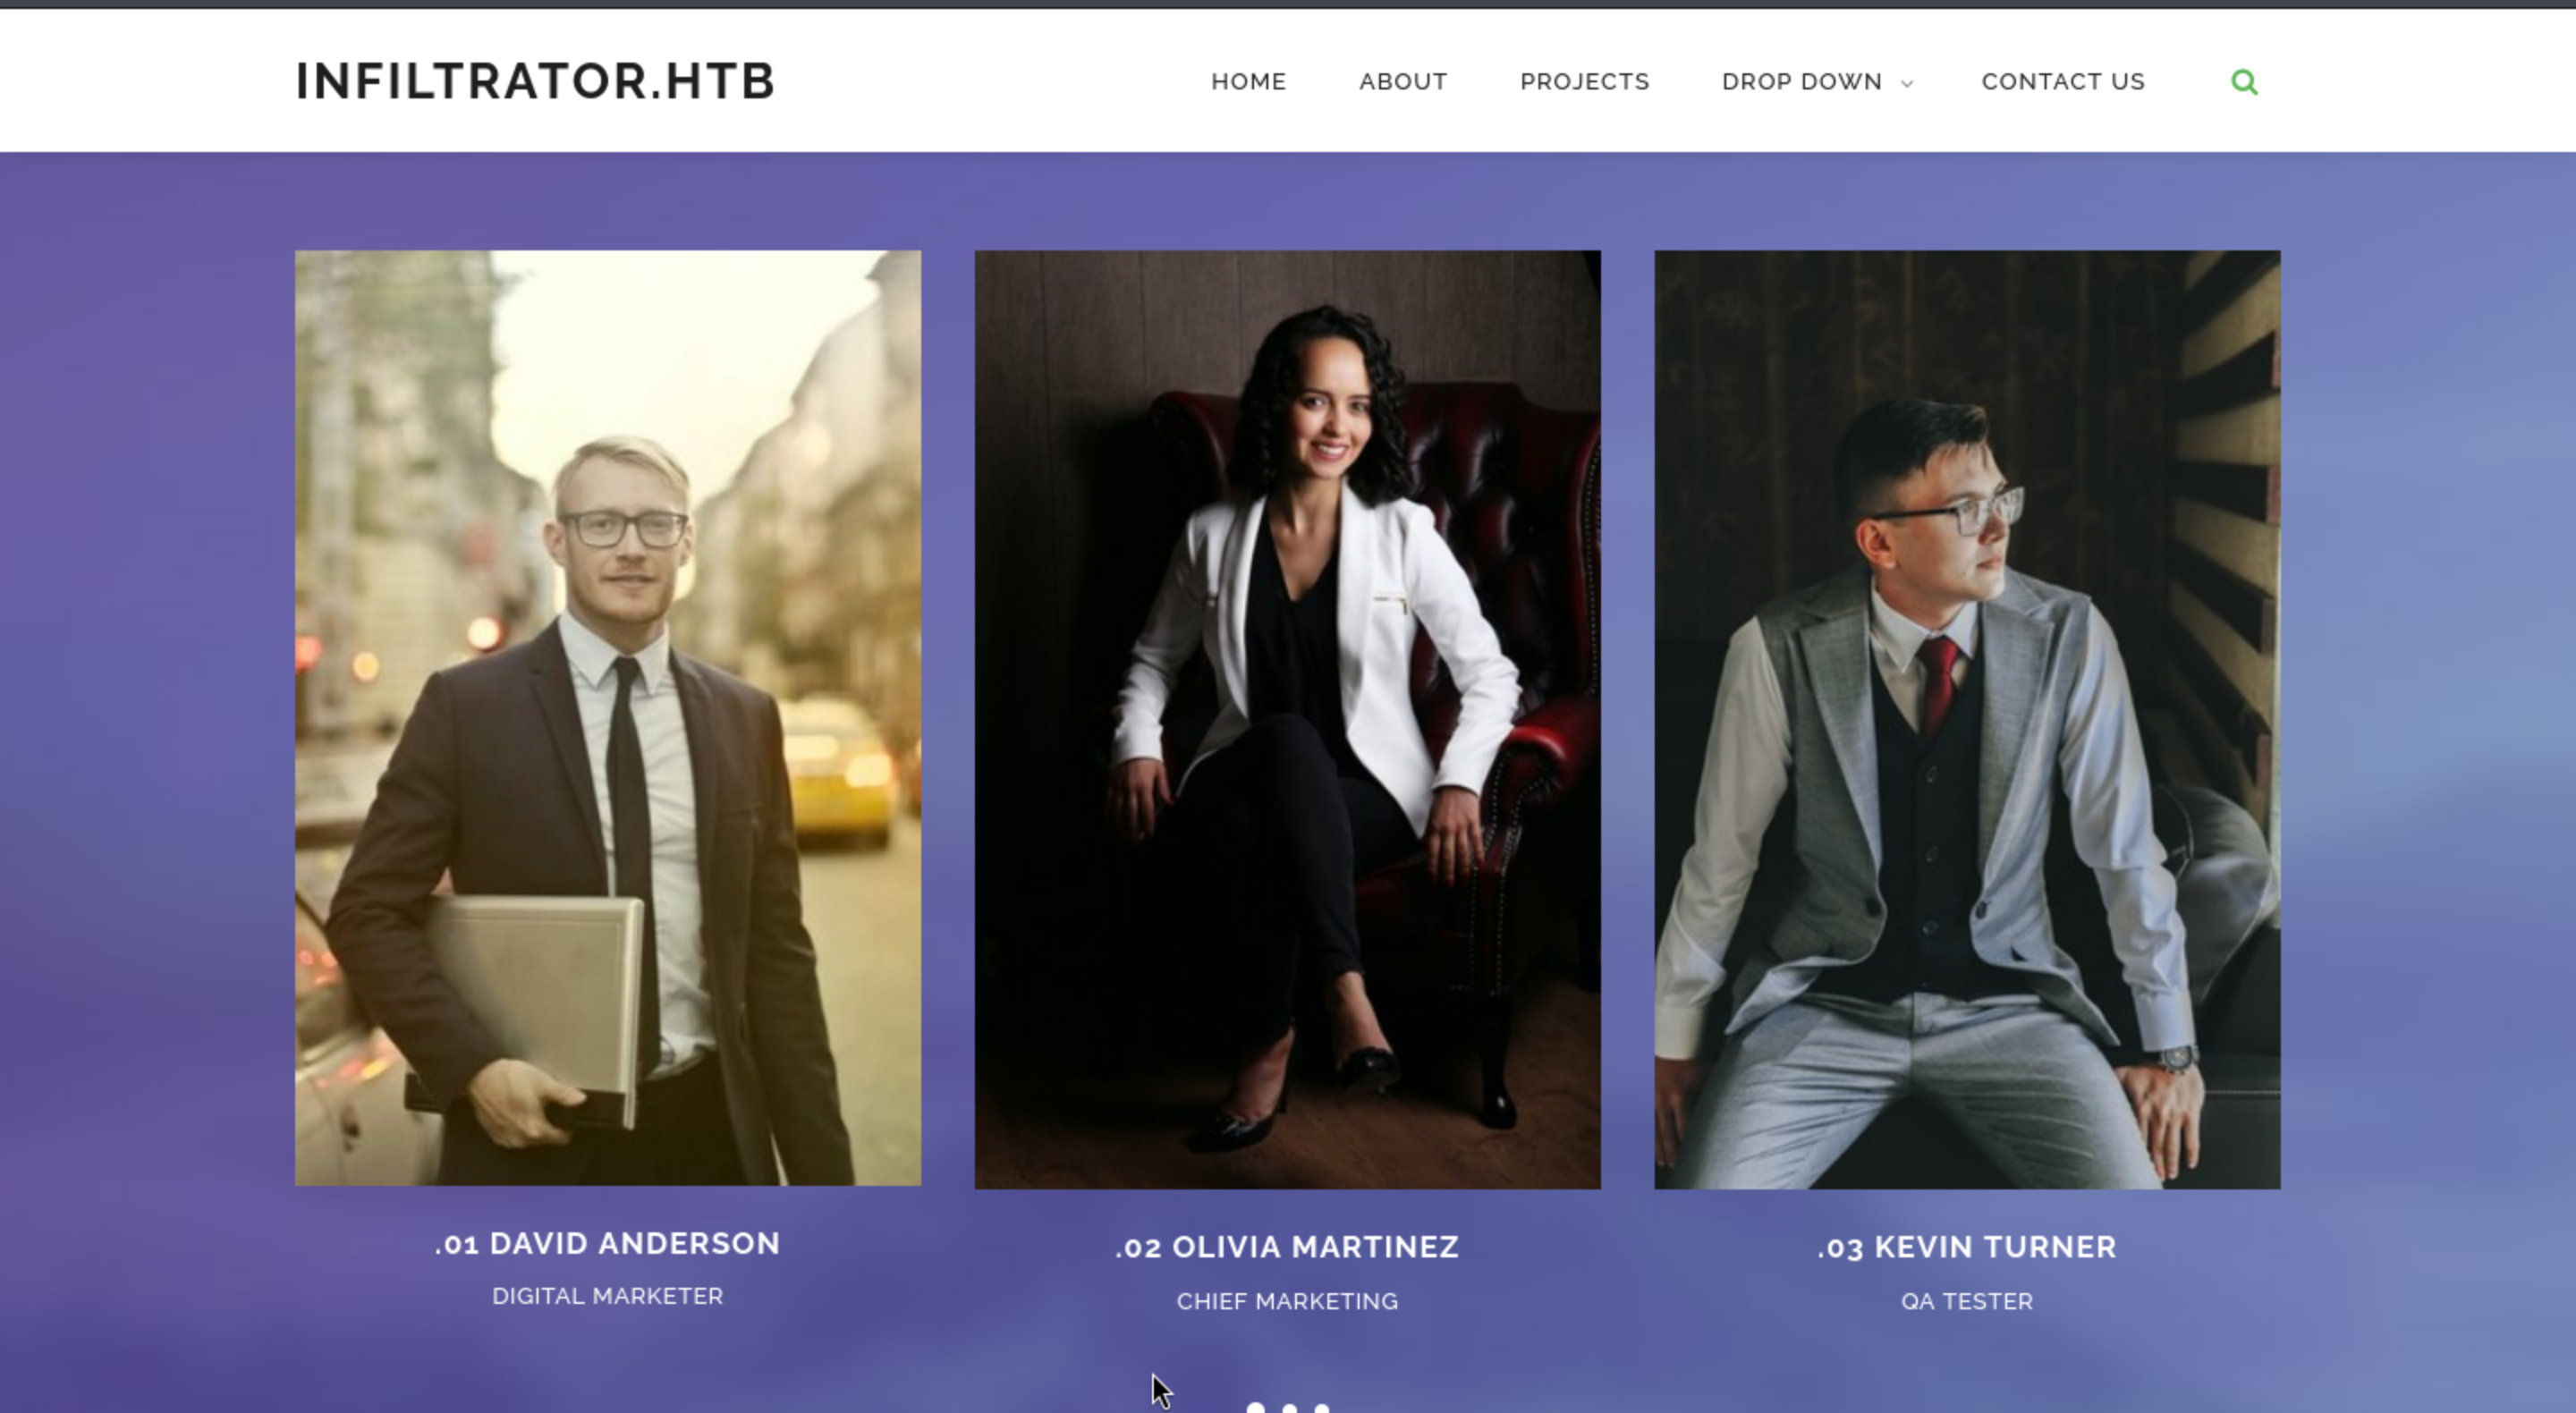 INFILTRATOR.HTB
HOME ABOUT PROJECTS DROP DOWN CONTACT US
.01 DAVID ANDERSON
DIGITAL MARKETER
.02 OLIVIA MARTINEZ
CHIEF MARKETING
.03 KEVIN TURNER
QA TESTER